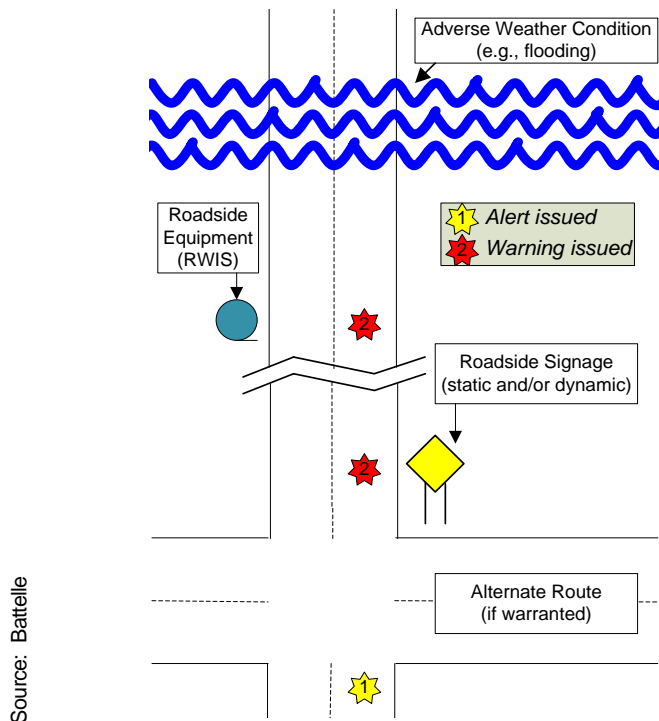 Adverse Weather Condition
(e.g., flooding)
Roadside
Equipment
(RWIS)
1 Alert issued
2 Warning issued
2
Roadside Signage
(static and/or dynamic)
2
Alternate Route
(if warranted)
1
Source: Battelle